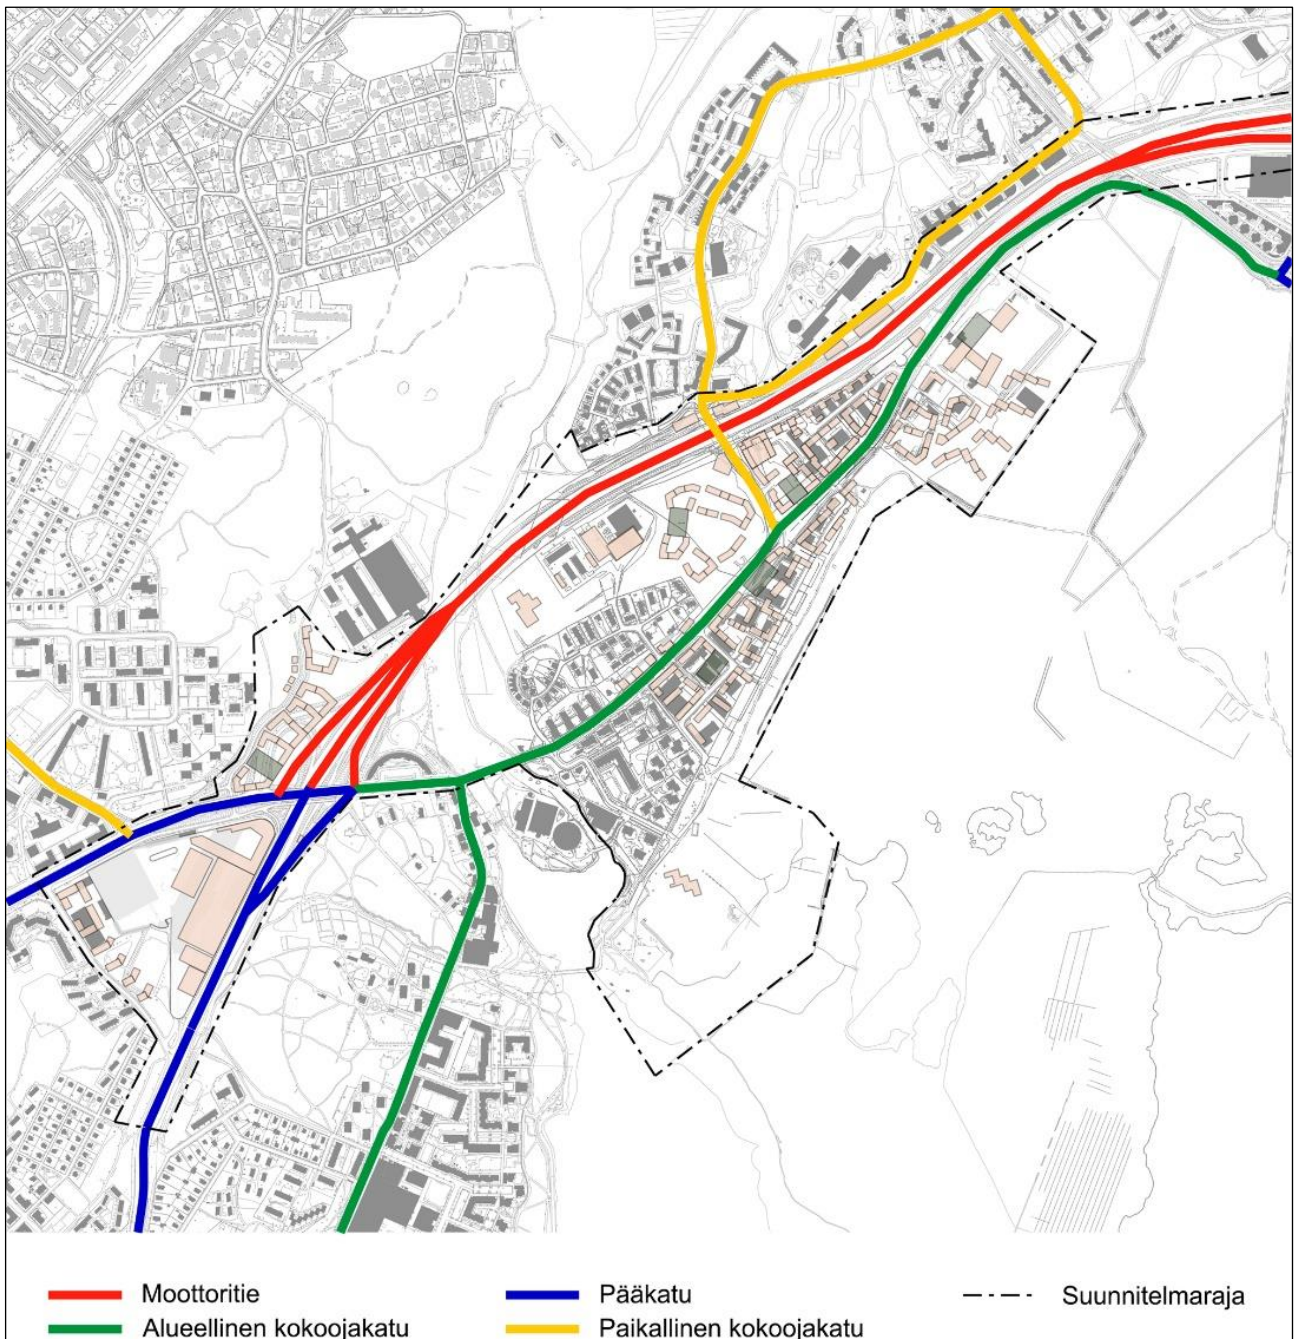 Moottoritie
Pääkatu
Suunnitelmaraja
Alueellinen kokoojakatu
Paikallinen kokoojakatu